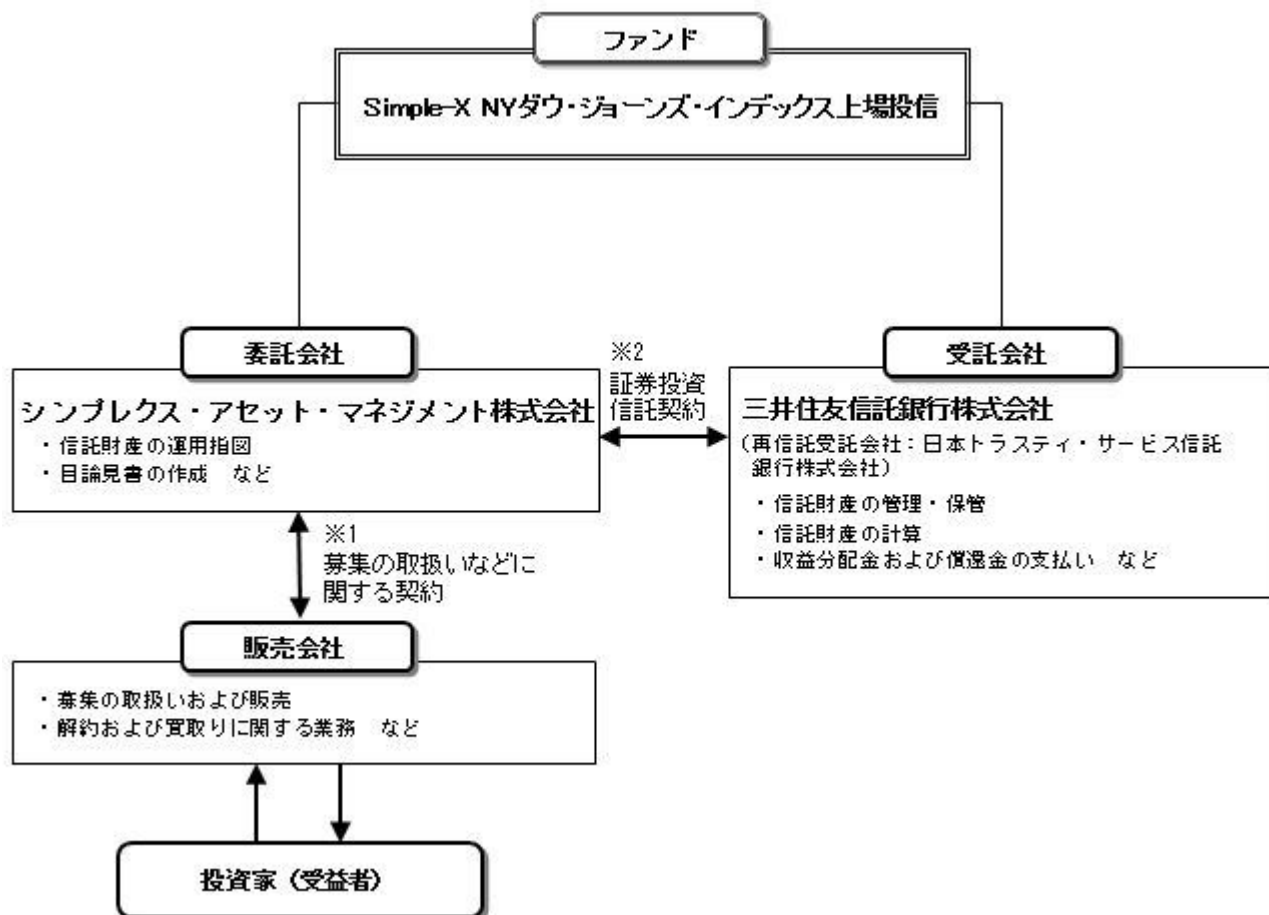 ファンド
Simple-X NYダウ・ジョーンズ・インデックス上場投信
委託会社
シンプレクス・アセット・マネジメント株式会社
・信託財産の運用指図
・目論見書の作成　など
※2
証券投資
信託契約
受託会社
三井住友信託銀行株式会社
(再信託受託会社：日本トラスティ・サービス信託
銀行株式会社)
・信託財産の管理・保管
・信託財産の計算
・収益分配金および償還金の支払い　など
※1
募集の取扱いなどに
関する契約
販売会社
・募集の取扱いおよび販売
・解約および買取りに関する業務　など
投資家（受益者）